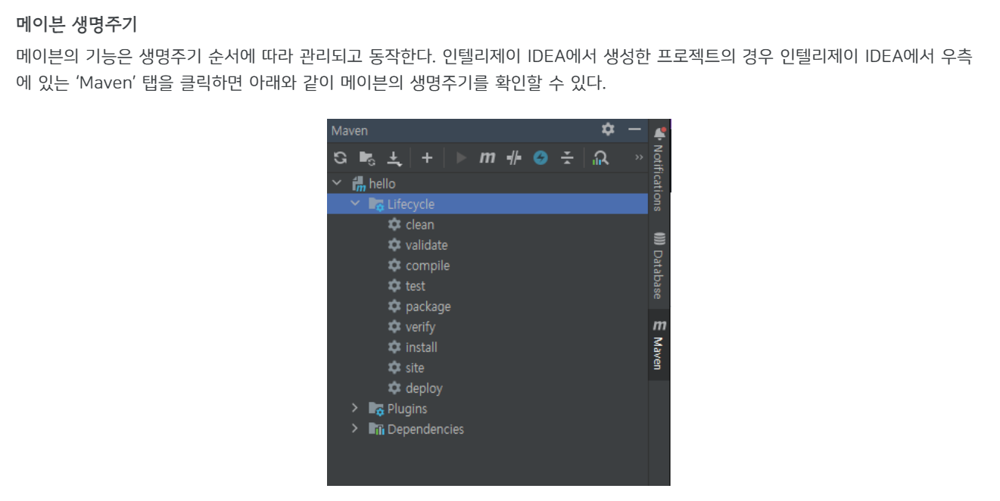 메이븐 생명주기
메이븐의 기능은 생명주기 순서에 따라 관리되고 동작한다. 인텔리제이 IDEA에서 생성한 프로젝트의 경우 인텔리제이 IDEA에서 우측
에 있는 ‘Maven’ 탭을 클릭하면 아래와 같이 메이븐의 생명주기를 확인할 수 있다.
Maven
m
hello
Lifecycle
clean
validate
compile
test
package
verify
install
site
deploy
Plugins
Dependencies
Notifications
Database
m Maven